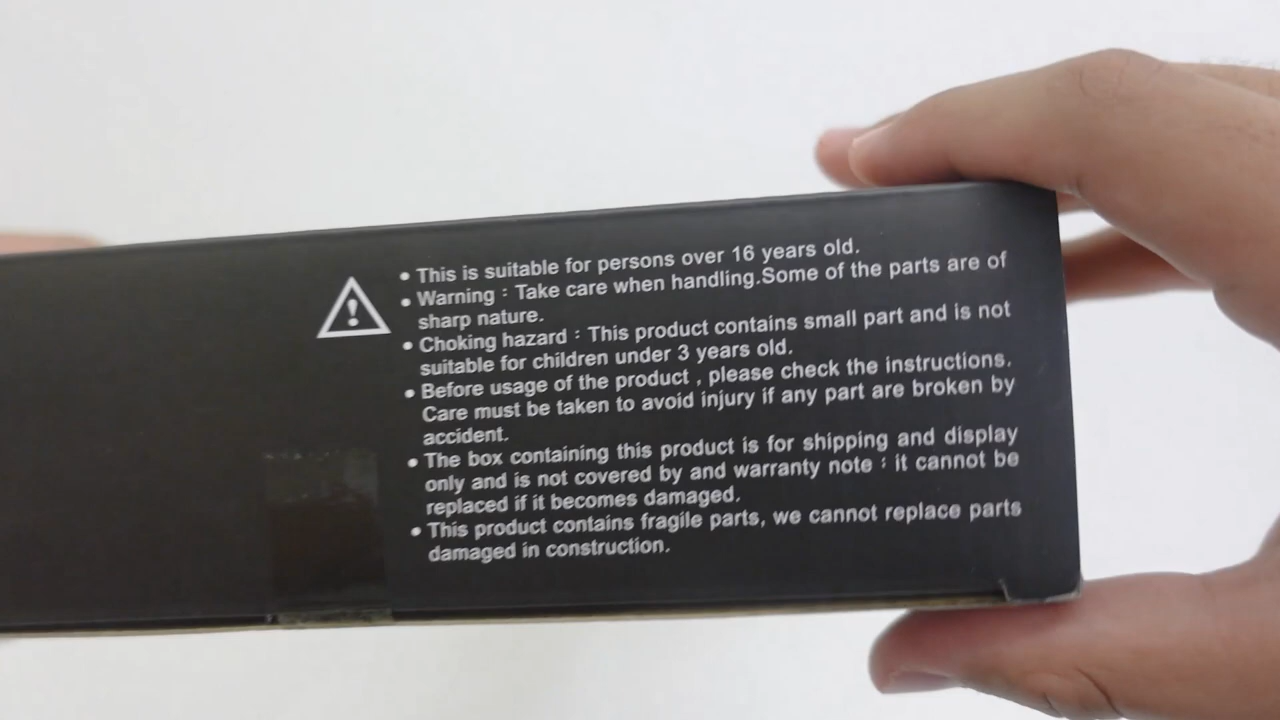 • This is suitable for persons over 16 years old.
• Warning : Take care when handling.Some of the parts are of
sharp nature.
• Choking hazard : This product contains small part and is not
suitable for children under 3 years old.
• Before usage of the product , please check the instructions.
Care must be taken to avoid injury if any part are broken by
accident.
• The box containing this product is for shipping and display
only and is not covered by and warranty note : it cannot be
replaced if it becomes damaged.
• This product contains fragile parts, we cannot replace parts
damaged in construction.